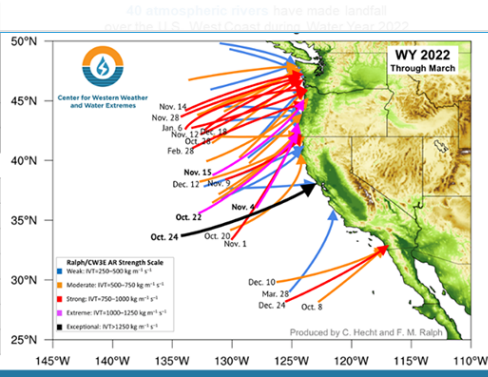 40 atmospheric rivers have made landfall
over the U.S. West Coast during Water Year 2022
50°N
45°N
40°N
35°N
30°N
25°N
Center for Western Weather
and Water Extremes
WY 2022
Through March
Nov. 14
Nov. 28
Jan. 6
Nov. 12
Dec. 18
Oct. 28
Feb. 28
Nov. 15
Dec. 12
Nov. 9
Oct. 22
Nov. 4
Oct. 24
Oct. 20
Nov. 1
Dec. 10
Mar. 28
Dec. 24
Oct. 8
Ralph/CW3E AR Strength Scale
Weak: IVT=250–500 kg m⁻¹ s⁻¹
Moderate: IVT=500–750 kg m⁻¹ s⁻¹
Strong: IVT=750–1000 kg m⁻¹ s⁻¹
Extreme: IVT=1000–1250 kg m⁻¹ s⁻¹
Exceptional: IVT>1250 kg m⁻¹ s⁻¹
Produced by C. Hecht and F. M. Ralph
145°W 140°W 135°W 130°W 125°W 120°W 115°W 110°W